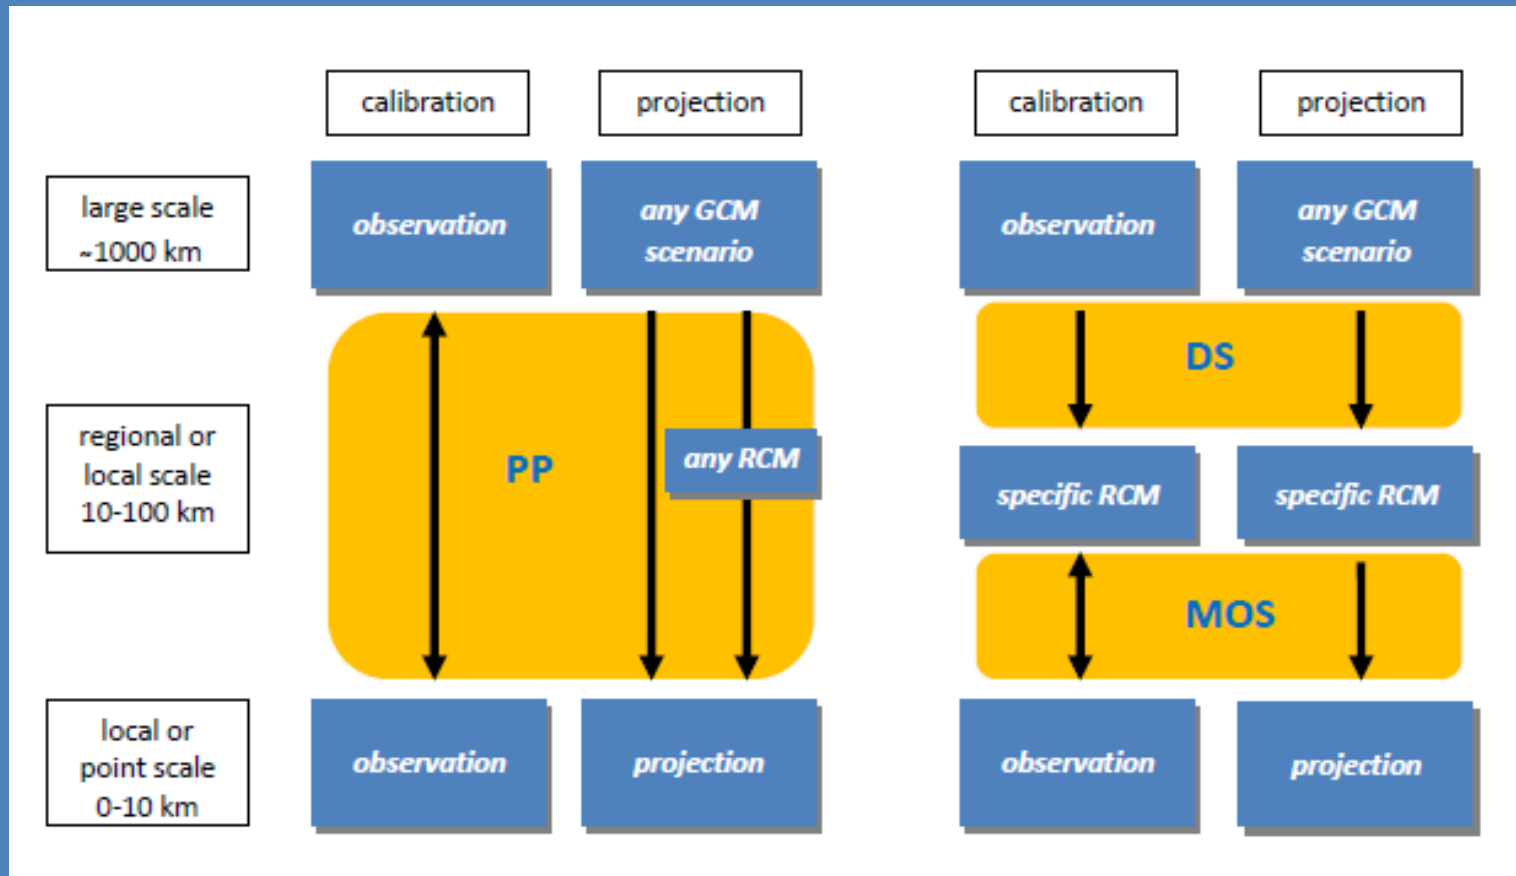 calibration
projection
calibration
projection
large scale
~1000 km
observation
any GCM
scenario
observation
any GCM
scenario
DS
regional or
local scale
10-100 km
PP
any RCM
specific RCM
specific RCM
MOS
local or
point scale
0-10 km
observation
projection
observation
projection